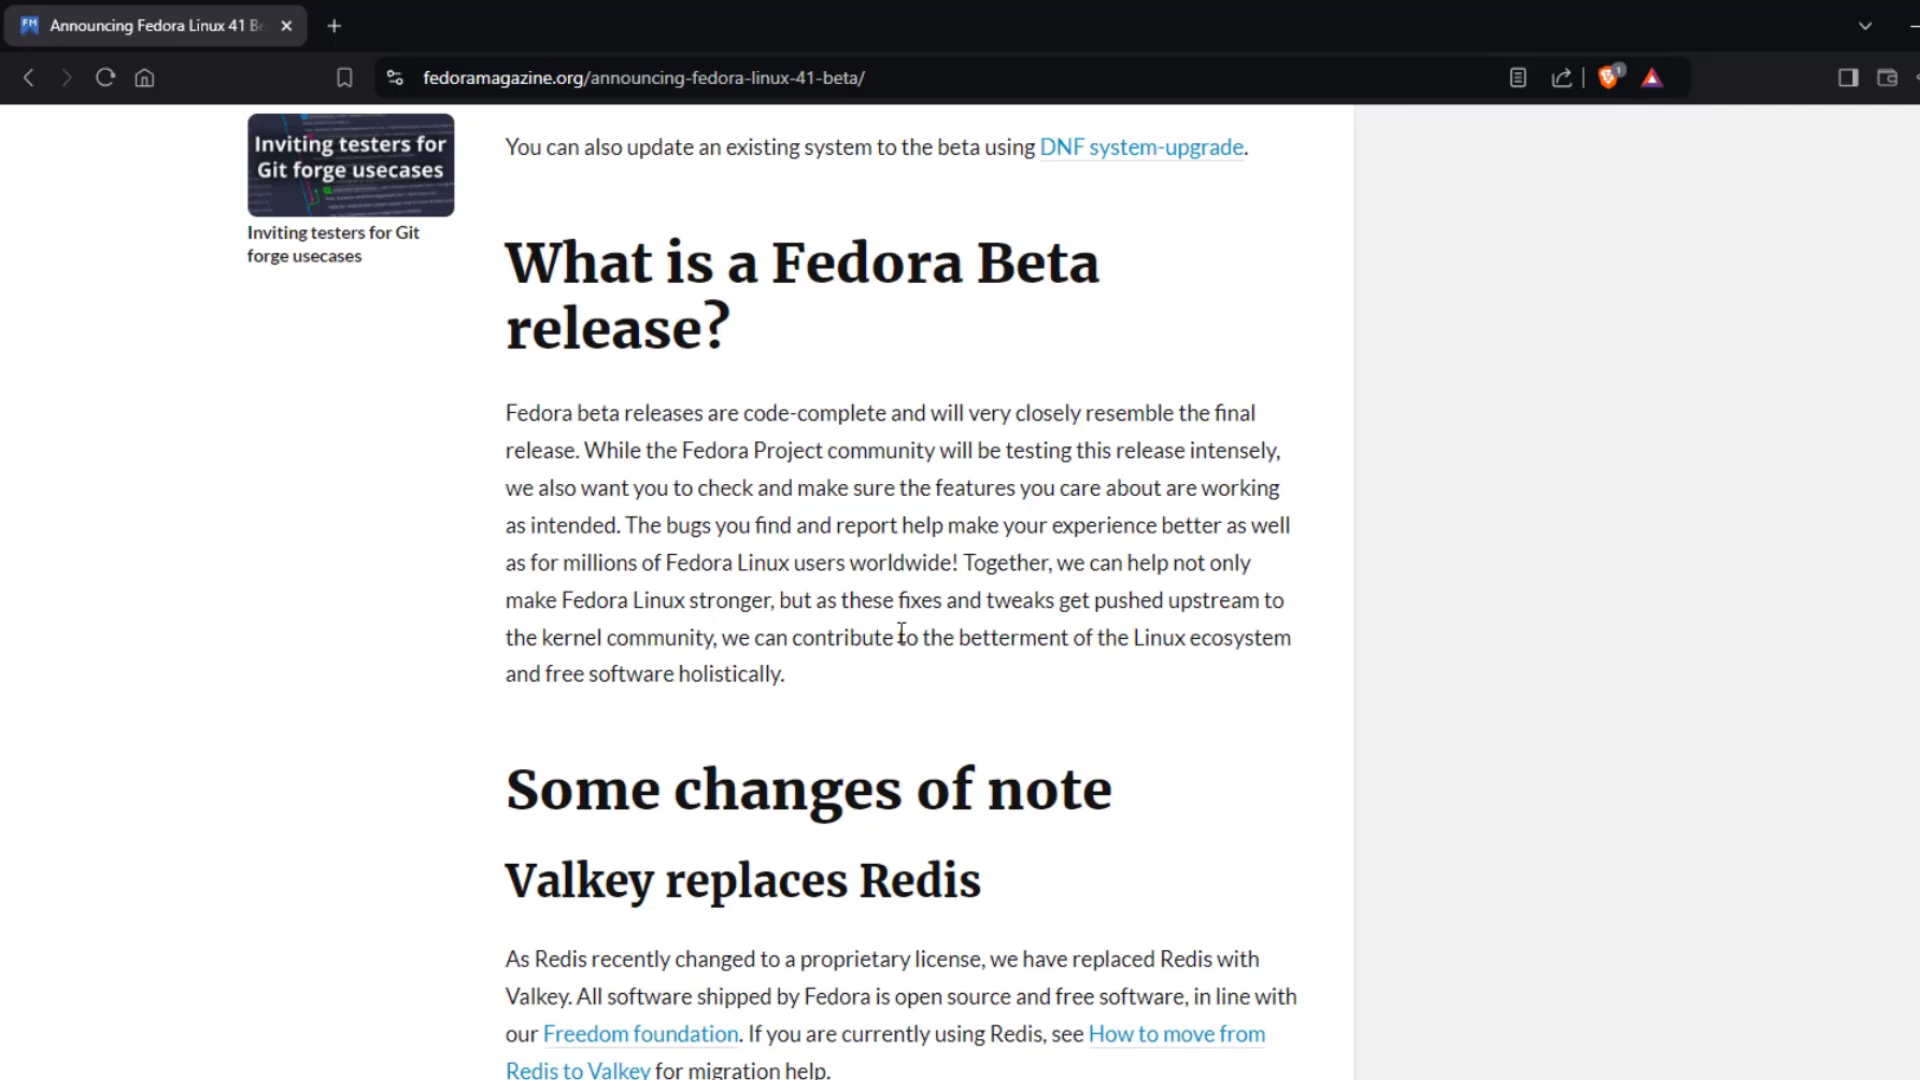 Announcing Fedora Linux 41 Be
fedoramagazine.org/announcing-fedora-linux-41-beta/
1
Inviting testers for
Git forge usecases
Inviting testers for Git
forge usecases
You can also update an existing system to the beta using DNF system-upgrade.
What is a Fedora Beta
release?
Fedora beta releases are code-complete and will very closely resemble the final
release. While the Fedora Project community will be testing this release intensely,
we also want you to check and make sure the features you care about are working
as intended. The bugs you find and report help make your experience better as well
as for millions of Fedora Linux users worldwide! Together, we can help not only
make Fedora Linux stronger, but as these fixes and tweaks get pushed upstream to
the kernel community, we can contribute to the betterment of the Linux ecosystem
and free software holistically.
Some changes of note
Valkey replaces Redis
As Redis recently changed to a proprietary license, we have replaced Redis with
Valkey. All software shipped by Fedora is open source and free software, in line with
our Freedom foundation. If you are currently using Redis, see How to move from
Redis to Valkey for migration help.